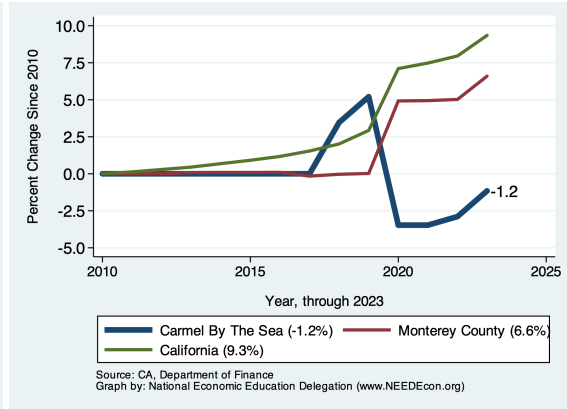 Percent Change Since 2010
10.0
7.5
5.0
2.5
0.0
-2.5
-5.0
-1.2
2010 2015 2020 2025
Year, through 2023
Carmel By The Sea (-1.2%) Monterey County (6.6%)
California (9.3%)
Source: CA, Department of Finance
Graph by: National Economic Education Delegation (www.NEEDEcon.org)